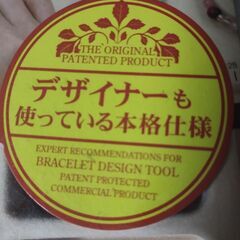 THE ORIGINAL
PATENTED PRODUCT
デザイナーも
使っている本格仕様
EXPERT RECOMMENDATIONS FOR
BRACELET DESIGN TOOL
PATENT PROTECTED
COMMERCIAL PRODUCT